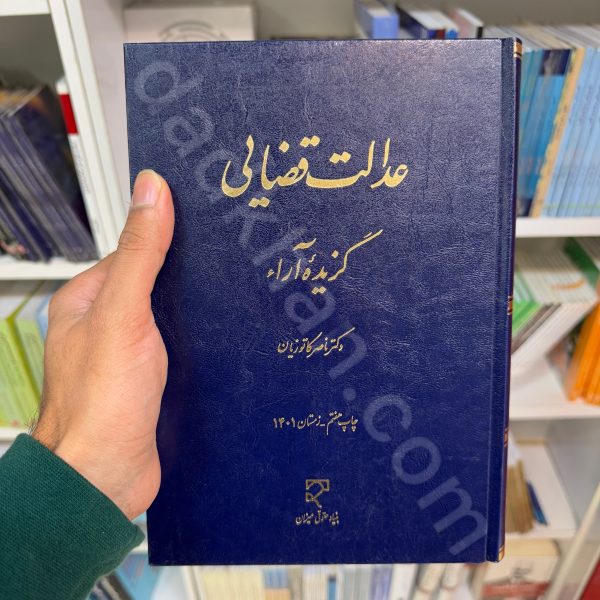 عدالت قضایی
گزیدهٔ آراء
دکتر ناصر کاتوزیان
چاپ هفتم - زمستان ۱۴۰۱
بنیاد حقوقی میزان
dadkhan.com